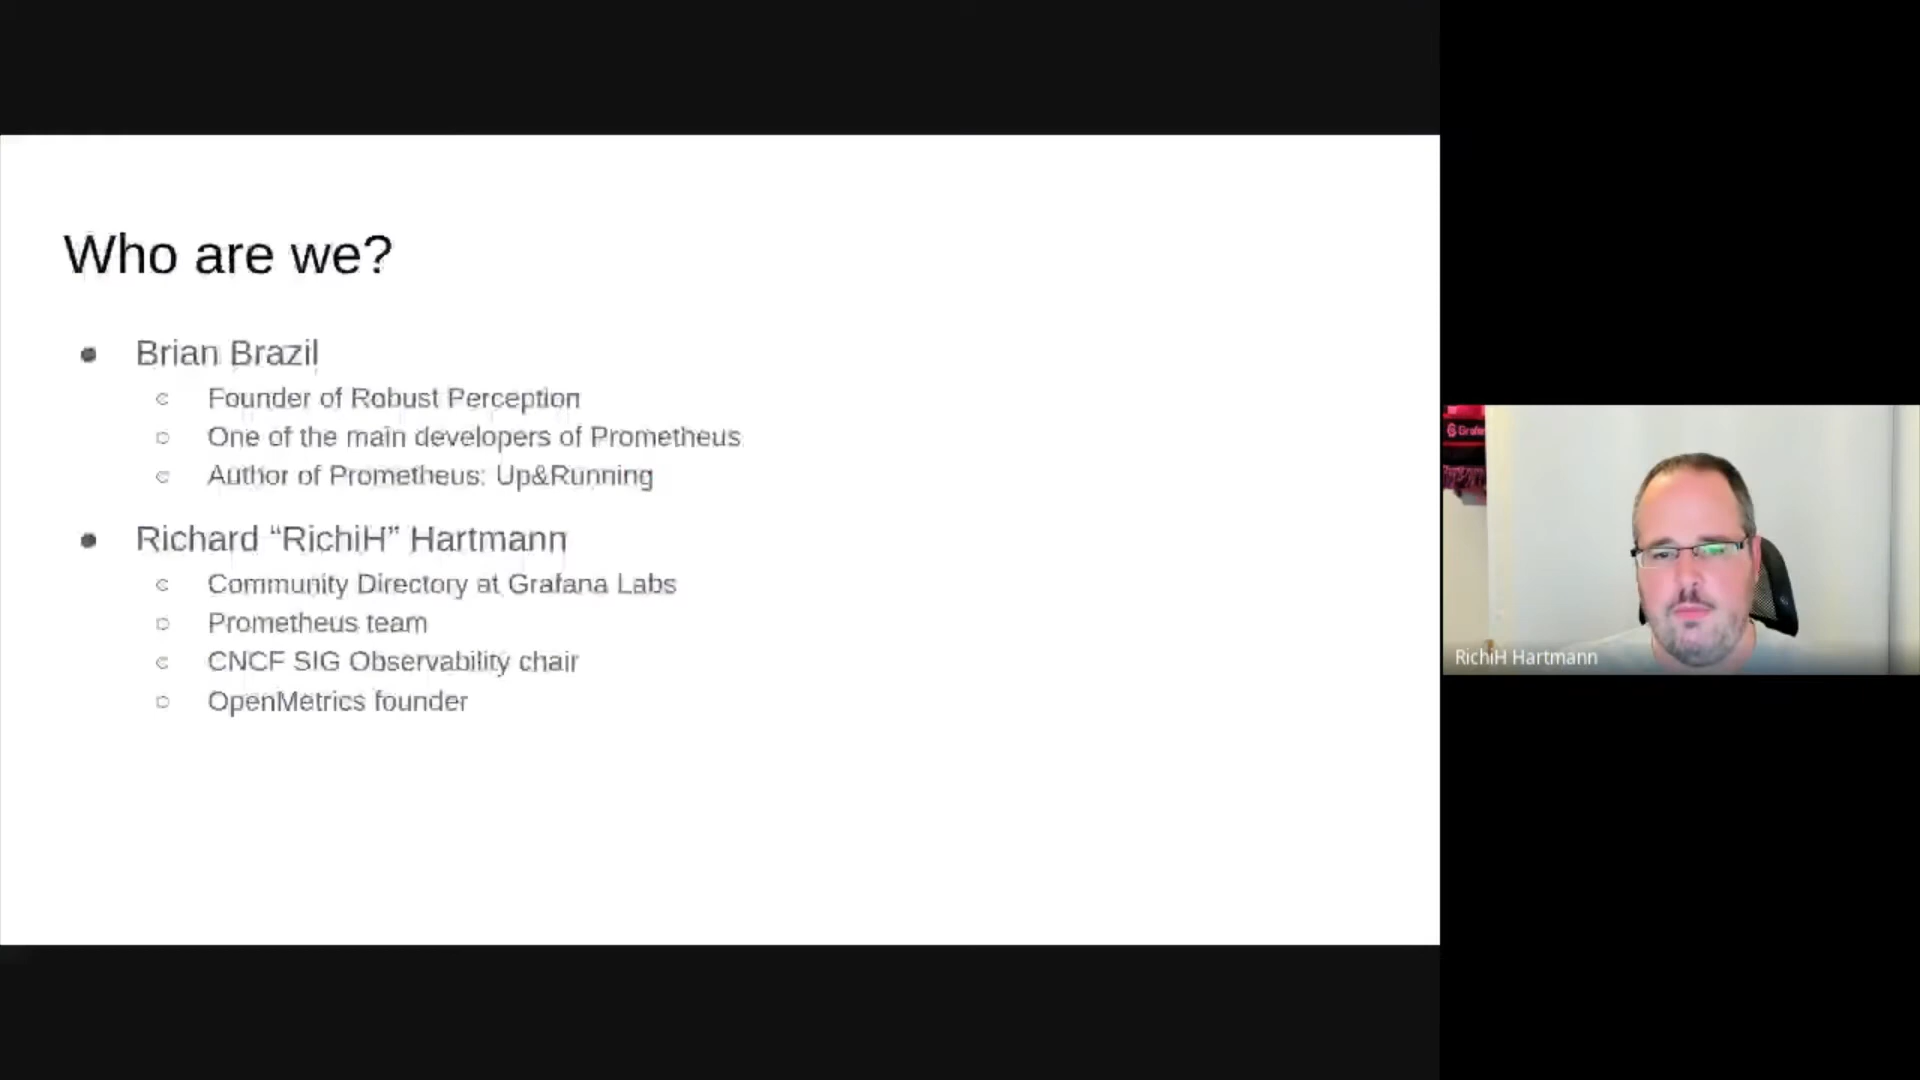 Who are we?
Brian Brazil
Founder of Robust Perception
One of the main developers of Prometheus
Author of Prometheus: Up&Running
Richard “RichiH” Hartmann
Community Directory at Grafana Labs
Prometheus team
CNCF SIG Observability chair
OpenMetrics founder
RichiH Hartmann